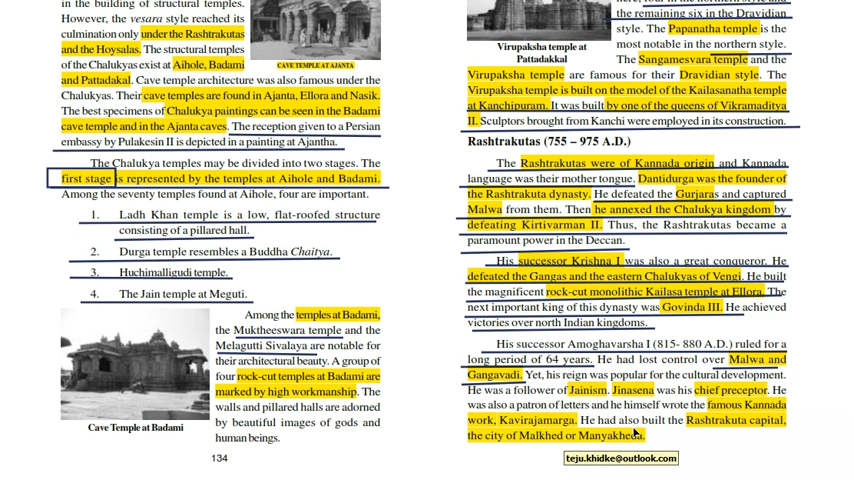 in the building of structural temples.
However, the vesara style reached its
culmination only under the Rashtrakutas
and the Hoysalas. The structural temples
of the Chalukyas exist at Aihole, Badami
and Pattadakal. Cave temple architecture was also famous under the
Chalukyas. Their cave temples are found in Ajanta, Ellora and Nasik.
The best specimens of Chalukya paintings can be seen in the Badami
cave temple and in the Ajanta caves. The reception given to a Persian
embassy by Pulakesin II is depicted in a painting at Ajantha.
CAVE TEMPLE AT AJANTA
The Chalukya temples may be divided into two stages. The
first stage is represented by the temples at Aihole and Badami.
Among the seventy temples found at Aihole, four are important.
1. Ladh Khan temple is a low, flat-roofed structure
consisting of a pillared hall.
2. Durga temple resembles a Buddha Chaitya.
3. Huchimalligudi temple.
4. The Jain temple at Meguti.
Among the temples at Badami,
the Muktheeswara temple and the
Melagutti Sivalaya are notable for
their architectural beauty. A group of
four rock-cut temples at Badami are
marked by high workmanship. The
walls and pillared halls are adorned
by beautiful images of gods and
human beings.
Cave Temple at Badami
134
here, four in the northern style and
the remaining six in the Dravidian
style. The Papanatha temple is the
most notable in the northern style.
The Sangamesvara temple and the
Virupaksha temple at
Pattadakkal
Virupaksha temple are famous for their Dravidian style. The
Virupaksha temple is built on the model of the Kailasanatha temple
at Kanchipuram. It was built by one of the queens of Vikramaditya
II. Sculptors brought from Kanchi were employed in its construction.
Rashtrakutas (755 – 975 A.D.)
The Rashtrakutas were of Kannada origin and Kannada
language was their mother tongue. Dantidurga was the founder of
the Rashtrakuta dynasty. He defeated the Gurjaras and captured
Malwa from them. Then he annexed the Chalukya kingdom by
defeating Kirtivarman II. Thus, the Rashtrakutas became a
paramount power in the Deccan.
His successor Krishna I was also a great conqueror. He
defeated the Gangas and the eastern Chalukyas of Vengi. He built
the magnificent rock-cut monolithic Kailasa temple at Ellora. The
next important king of this dynasty was Govinda III. He achieved
victories over north Indian kingdoms.
His successor Amoghavarsha I (815- 880 A.D.) ruled for a
long period of 64 years. He had lost control over Malwa and
Gangavadi. Yet, his reign was popular for the cultural development.
He was a follower of Jainism. Jinasena was his chief preceptor. He
was also a patron of letters and he himself wrote the famous Kannada
work, Kavirajamarga. He had also built the Rashtrakuta capital,
the city of Malkhed or Manyakheda.
teju.khidke@outlook.com